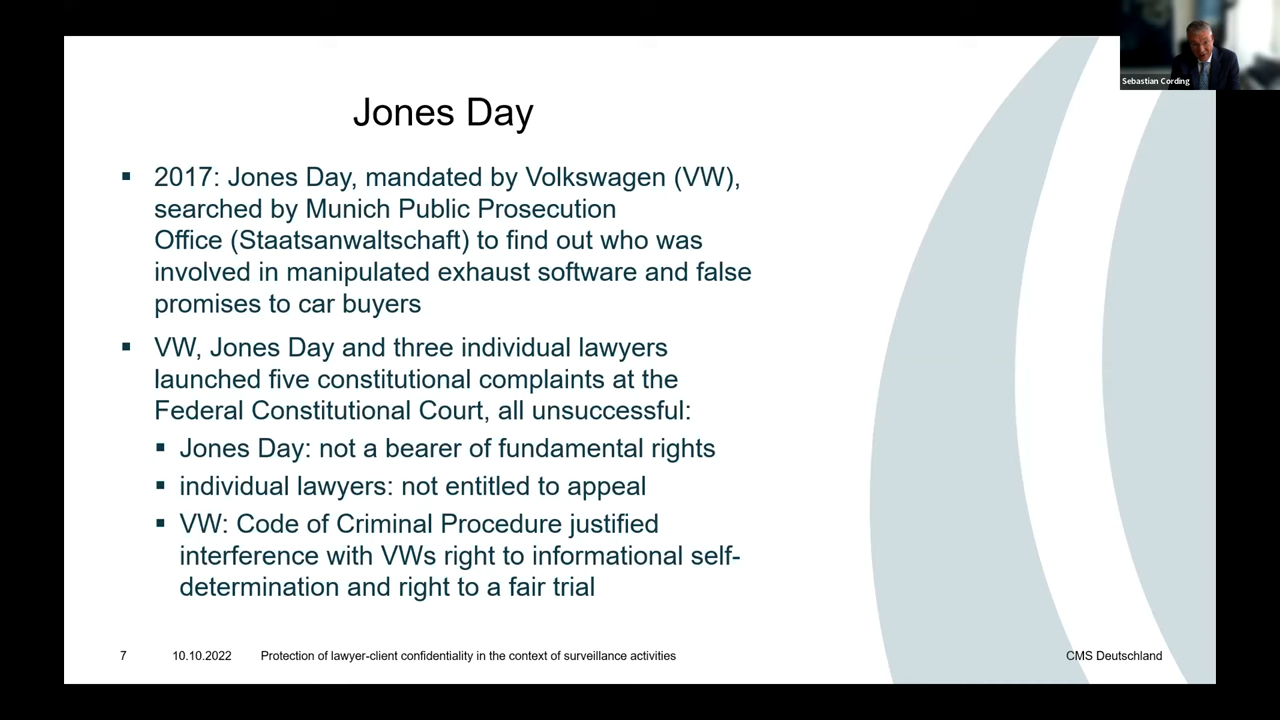 Sebastian Cording
Jones Day
▪ 2017: Jones Day, mandated by Volkswagen (VW),
searched by Munich Public Prosecution
Office (Staatsanwaltschaft) to find out who was
involved in manipulated exhaust software and false
promises to car buyers
▪ VW, Jones Day and three individual lawyers
launched five constitutional complaints at the
Federal Constitutional Court, all unsuccessful:
▪ Jones Day: not a bearer of fundamental rights
▪ individual lawyers: not entitled to appeal
▪ VW: Code of Criminal Procedure justified
interference with VWs right to informational self-
determination and right to a fair trial
7 10.10.2022 Protection of lawyer-client confidentiality in the context of surveillance activities CMS Deutschland